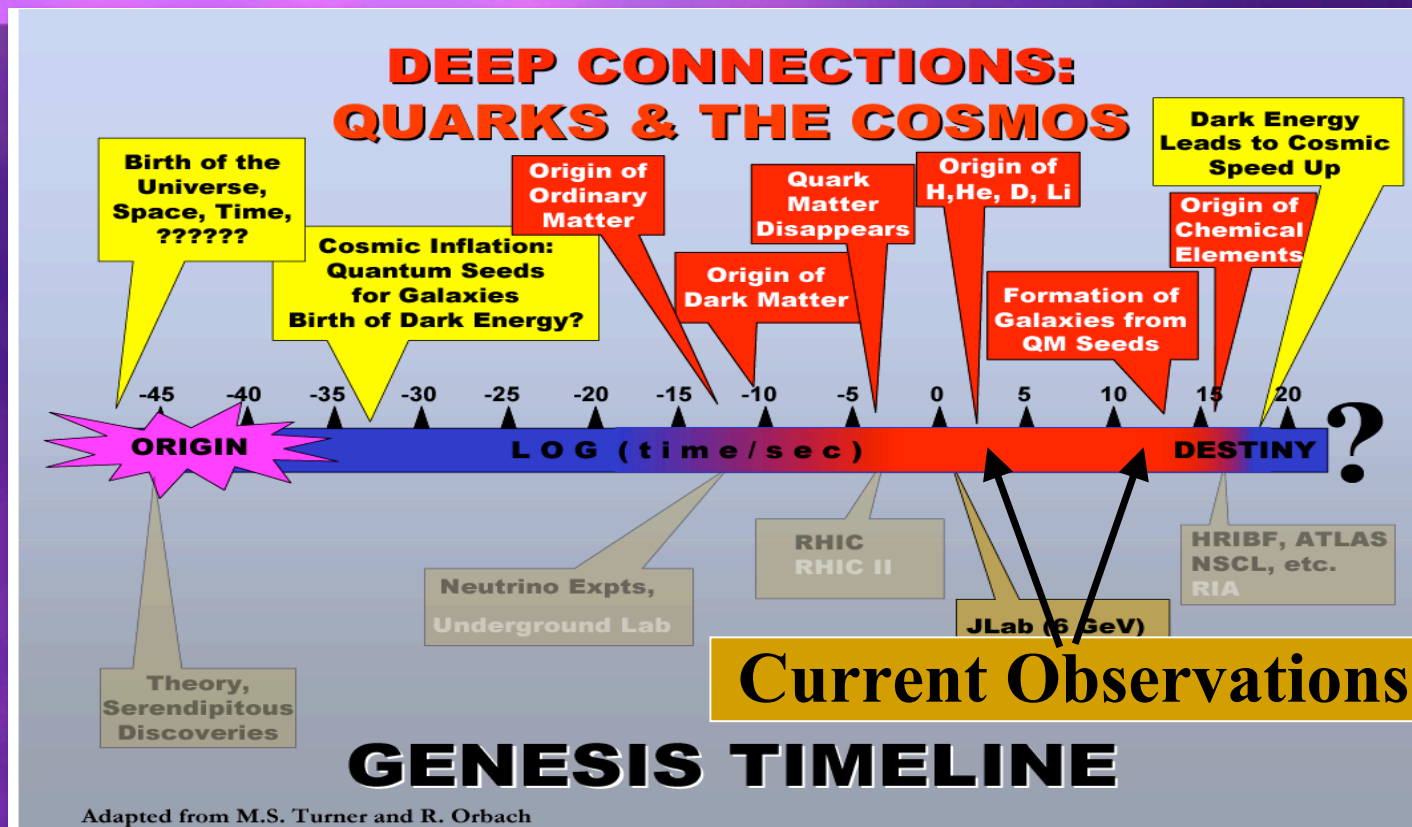 DEEP CONNECTIONS:
QUARKS & THE COSMOS
Birth of the
Universe,
Space, Time,
??????
Cosmic Inflation:
Quantum Seeds
for Galaxies
Birth of Dark Energy?
Origin of
Ordinary
Matter
Origin of
Dark Matter
Quark
Matter
Disappears
Origin of
H,He, D, Li
Formation of
Galaxies from
QM Seeds
Origin of
Chemical
Elements
Dark Energy
Leads to Cosmic
Speed Up
-45 -40 -35 -30 -25 -20 -15 -10 -5 0 5 10 15 20
ORIGIN LOG (time/sec) DESTINY ?
Theory,
Serendipitous
Discoveries
Neutrino Expts,
Underground Lab
RHIC
RHIC II
JLab (6 GeV)
HRIBF, ATLAS
NSCL, etc.
RIA
Current Observations
GENESIS TIMELINE
Adapted from M.S. Turner and R. Orbach